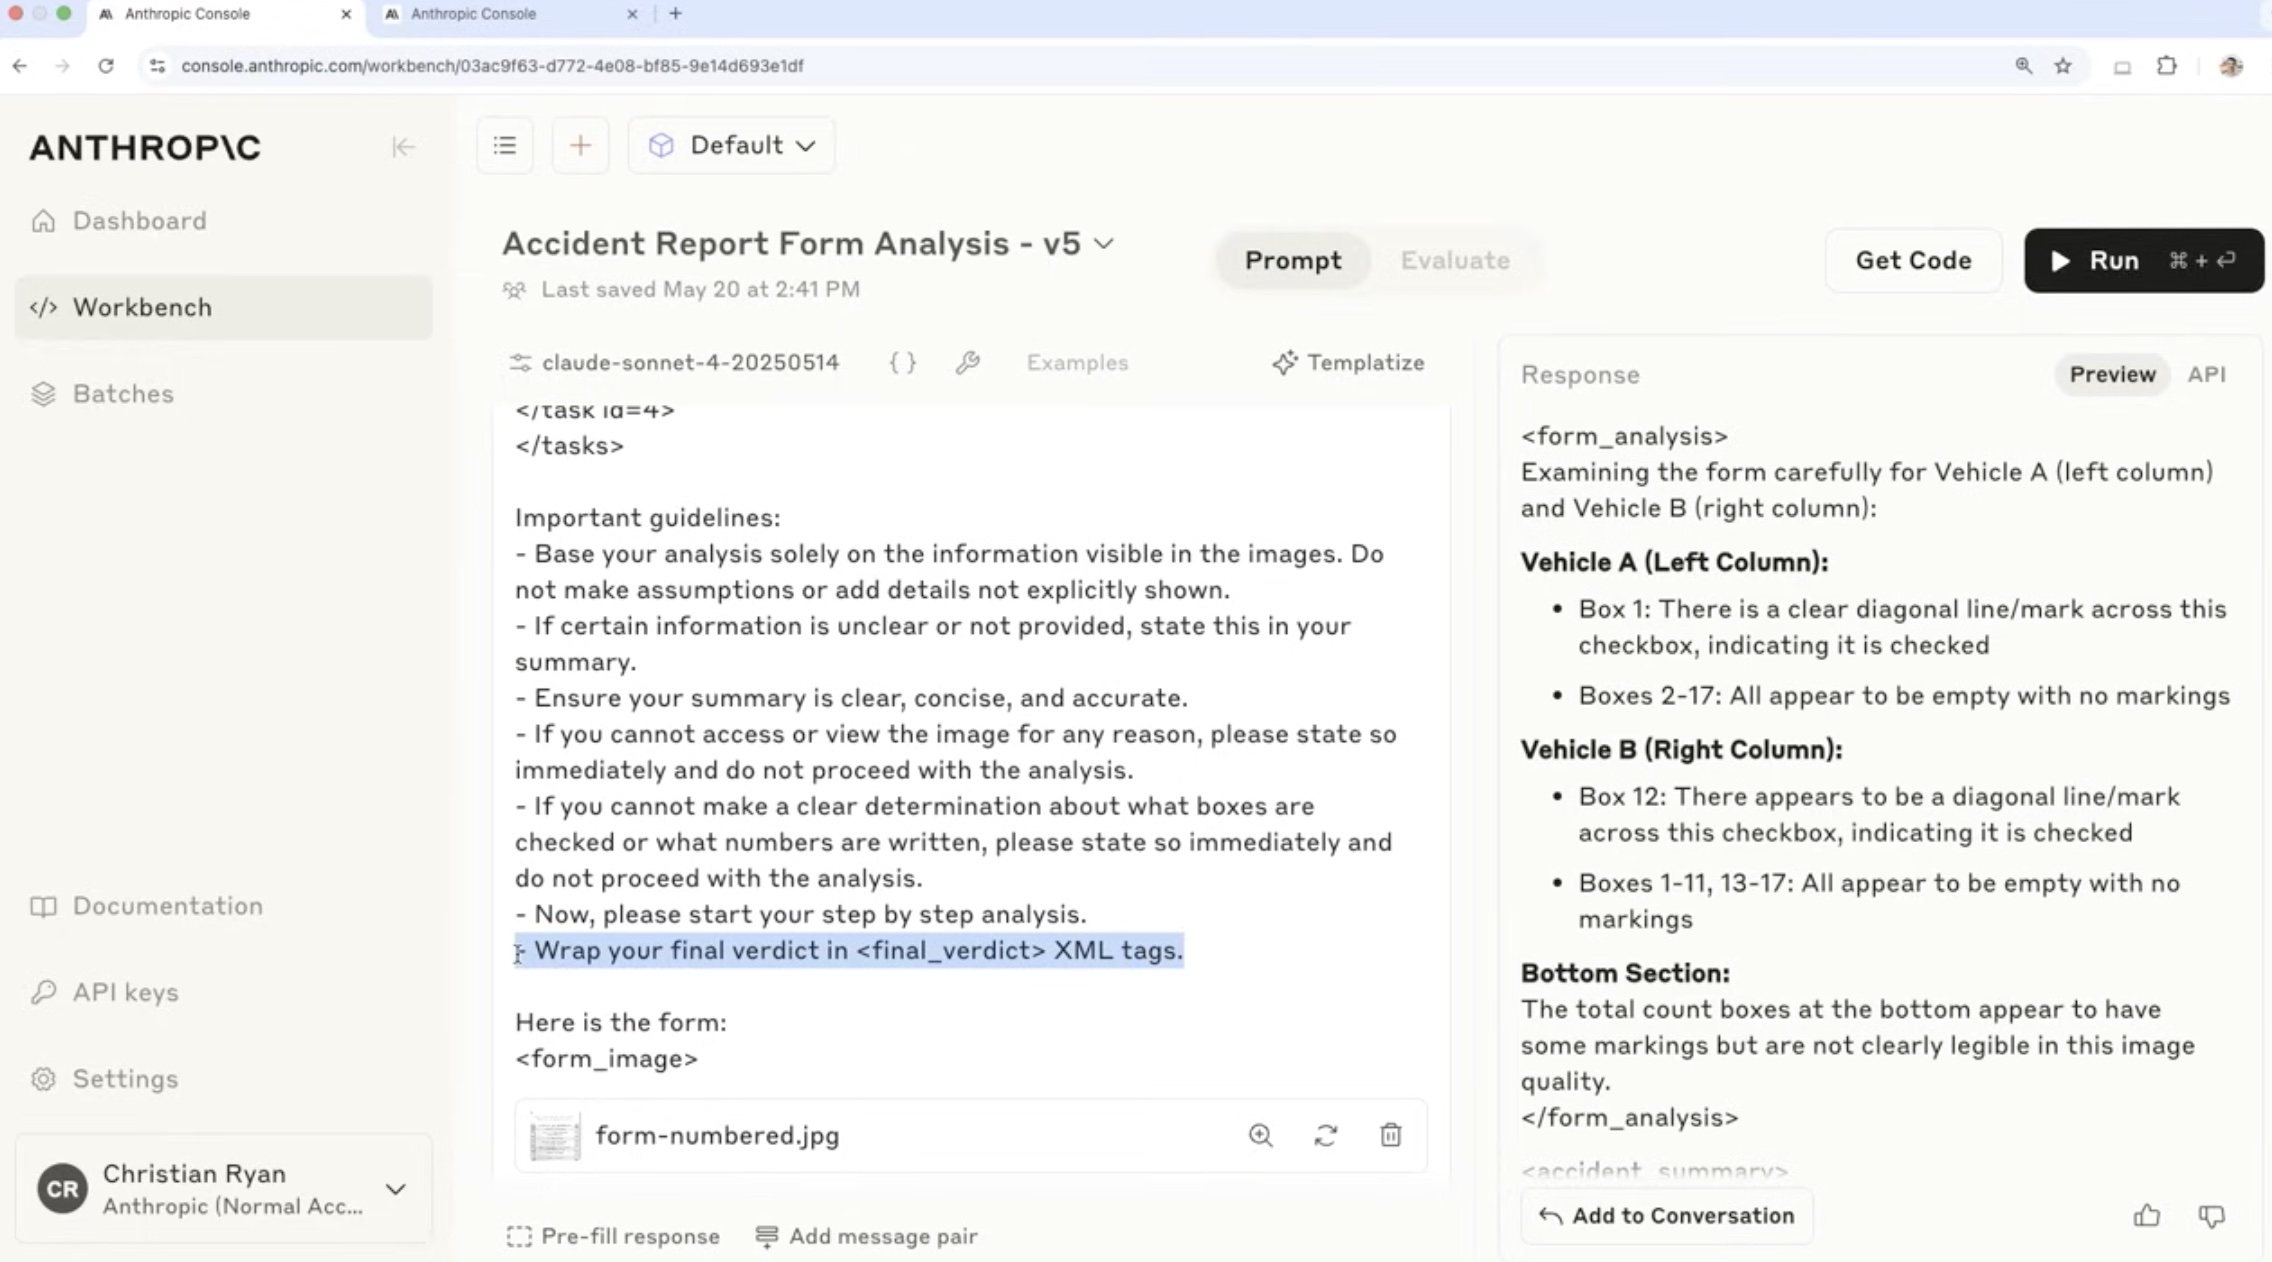 Anthropic Console
Anthropic Console
console.anthropic.com/workbench/03ac9f63-d772-4e08-bf85-9e14d693e1df
ANTHROP\C
Dashboard
Workbench
Batches
Documentation
API keys
Settings
CR
Christian Ryan
Anthropic (Normal Acc...
Default
Accident Report Form Analysis - v5
Last saved May 20 at 2:41 PM
Prompt
Evaluate
Get Code
Run ⌘ + ⏎
claude-sonnet-4-20250514
{ }
Examples
Templatize
</task id=4>
</tasks>
Important guidelines:
- Base your analysis solely on the information visible in the images. Do
not make assumptions or add details not explicitly shown.
- If certain information is unclear or not provided, state this in your
summary.
- Ensure your summary is clear, concise, and accurate.
- If you cannot access or view the image for any reason, please state so
immediately and do not proceed with the analysis.
- If you cannot make a clear determination about what boxes are
checked or what numbers are written, please state so immediately and
do not proceed with the analysis.
- Now, please start your step by step analysis.
- Wrap your final verdict in <final_verdict> XML tags.
Here is the form:
<form_image>
form-numbered.jpg
Pre-fill response
Add message pair
Response
Preview
API
<form_analysis>
Examining the form carefully for Vehicle A (left column)
and Vehicle B (right column):
Vehicle A (Left Column):
• Box 1: There is a clear diagonal line/mark across this
checkbox, indicating it is checked
• Boxes 2-17: All appear to be empty with no markings
Vehicle B (Right Column):
• Box 12: There appears to be a diagonal line/mark
across this checkbox, indicating it is checked
• Boxes 1-11, 13-17: All appear to be empty with no
markings
Bottom Section:
The total count boxes at the bottom appear to have
some markings but are not clearly legible in this image
quality.
</form_analysis>
<accident_summary>
Add to Conversation